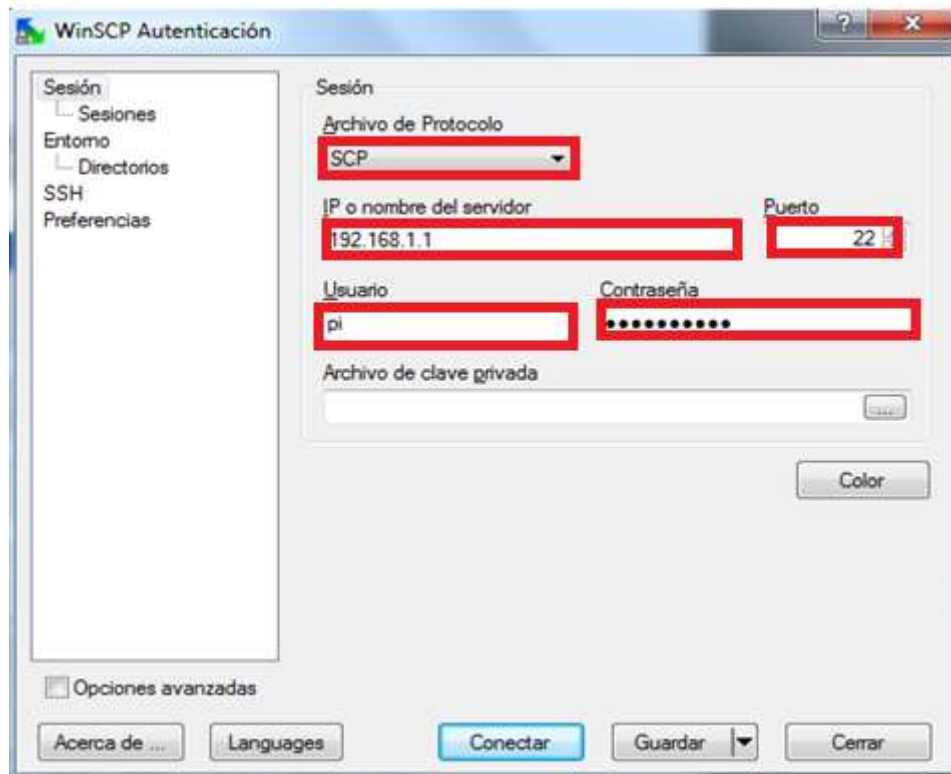 WinSCP Autenticación
Sesión
Sesiones
Entorno
Directorios
SSH
Preferencias
Sesión
Archivo de Protocolo
SCP
IP o nombre del servidor
Puerto
192.168.1.1
22
Usuario
Contraseña
pi
●●●●●●●●●●
Archivo de clave privada
...
Color
Opciones avanzadas
Acerca de ...
Languages
Conectar
Guardar
Cerrar